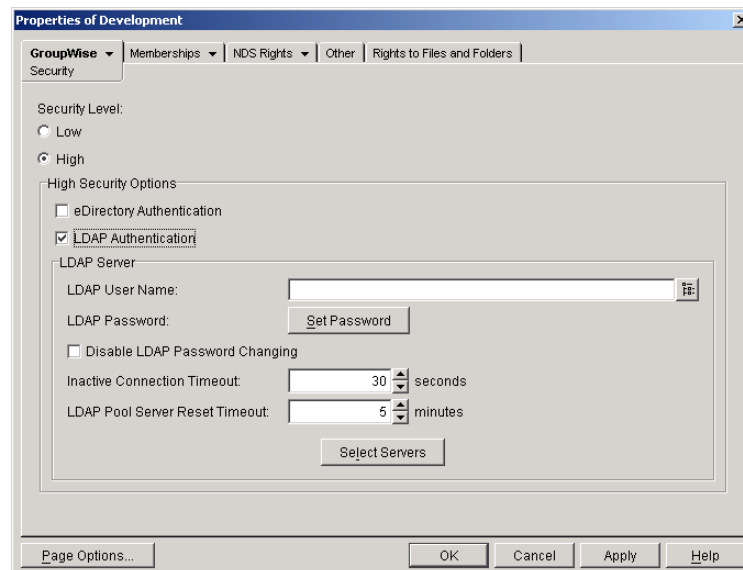 Properties of Development
GroupWise Memberships NDS Rights Other Rights to Files and Folders
Security
Security Level:
Low
High
High Security Options
eDirectory Authentication
LDAP Authentication
LDAP Server
LDAP User Name:
LDAP Password: Set Password
Disable LDAP Password Changing
Inactive Connection Timeout: 30 seconds
LDAP Pool Server Reset Timeout: 5 minutes
Select Servers
Page Options... OK Cancel Apply Help